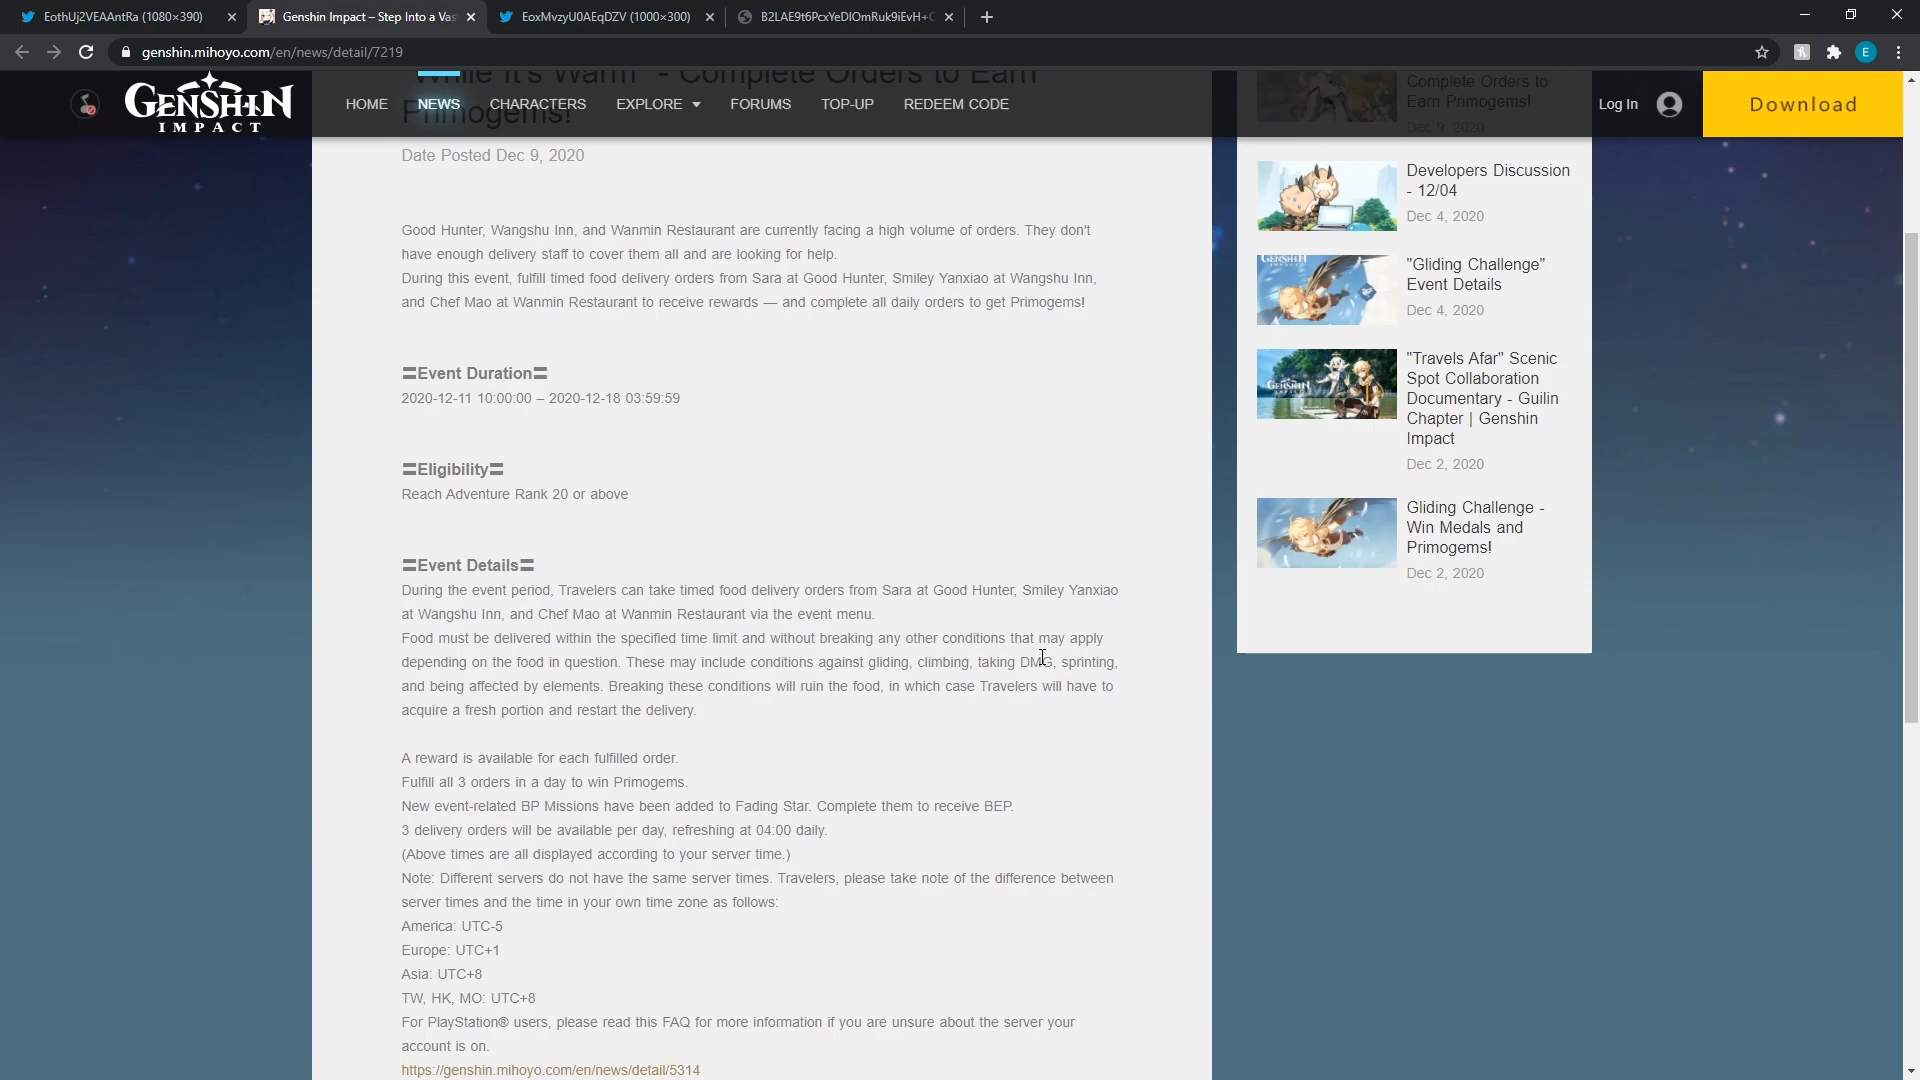 EothUj2VEAAntRa (1080×390)
Genshin Impact – Step Into a Vas
EoxMvzyU0AEqDZV (1000×300)
B2LAE9t6PcxYeDIOmRuk9iEvH+C
genshin.mihoyo.com/en/news/detail/7219
E
GENSHIN
IMPACT
HOME
NEWS
CHARACTERS
EXPLORE
FORUMS
TOP-UP
REDEEM CODE
Log In
Download
While It's Warm" - Complete Orders to Earn
Primogems!
Date Posted Dec 9, 2020
Good Hunter, Wangshu Inn, and Wanmin Restaurant are currently facing a high volume of orders. They don't
have enough delivery staff to cover them all and are looking for help.
During this event, fulfill timed food delivery orders from Sara at Good Hunter, Smiley Yanxiao at Wangshu Inn,
and Chef Mao at Wanmin Restaurant to receive rewards — and complete all daily orders to get Primogems!
〓Event Duration〓
2020-12-11 10:00:00 – 2020-12-18 03:59:59
〓Eligibility〓
Reach Adventure Rank 20 or above
〓Event Details〓
During the event period, Travelers can take timed food delivery orders from Sara at Good Hunter, Smiley Yanxiao
at Wangshu Inn, and Chef Mao at Wanmin Restaurant via the event menu.
Food must be delivered within the specified time limit and without breaking any other conditions that may apply
depending on the food in question. These may include conditions against gliding, climbing, taking DMG, sprinting,
and being affected by elements. Breaking these conditions will ruin the food, in which case Travelers will have to
acquire a fresh portion and restart the delivery.
A reward is available for each fulfilled order.
Fulfill all 3 orders in a day to win Primogems.
New event-related BP Missions have been added to Fading Star. Complete them to receive BEP.
3 delivery orders will be available per day, refreshing at 04:00 daily.
(Above times are all displayed according to your server time.)
Note: Different servers do not have the same server times. Travelers, please take note of the difference between
server times and the time in your own time zone as follows:
America: UTC-5
Europe: UTC+1
Asia: UTC+8
TW, HK, MO: UTC+8
For PlayStation® users, please read this FAQ for more information if you are unsure about the server your
account is on.
https://genshin.mihoyo.com/en/news/detail/5314
Complete Orders to
Earn Primogems!
Dec 9, 2020
Developers Discussion
- 12/04
Dec 4, 2020
GENSHIN
"Gliding Challenge"
Event Details
Dec 4, 2020
GENSHIN
"Travels Afar" Scenic
Spot Collaboration
Documentary - Guilin
Chapter | Genshin
Impact
Dec 2, 2020
Gliding Challenge -
Win Medals and
Primogems!
Dec 2, 2020